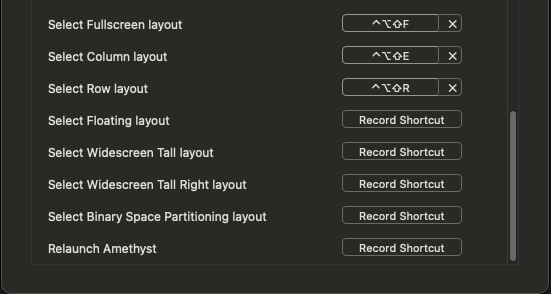 Select Fullscreen layout ^⌥⇧F ×
Select Column layout ^⌥⇧E ×
Select Row layout ^⌥⇧R ×
Select Floating layout Record Shortcut
Select Widescreen Tall layout Record Shortcut
Select Widescreen Tall Right layout Record Shortcut
Select Binary Space Partitioning layout Record Shortcut
Relaunch Amethyst Record Shortcut